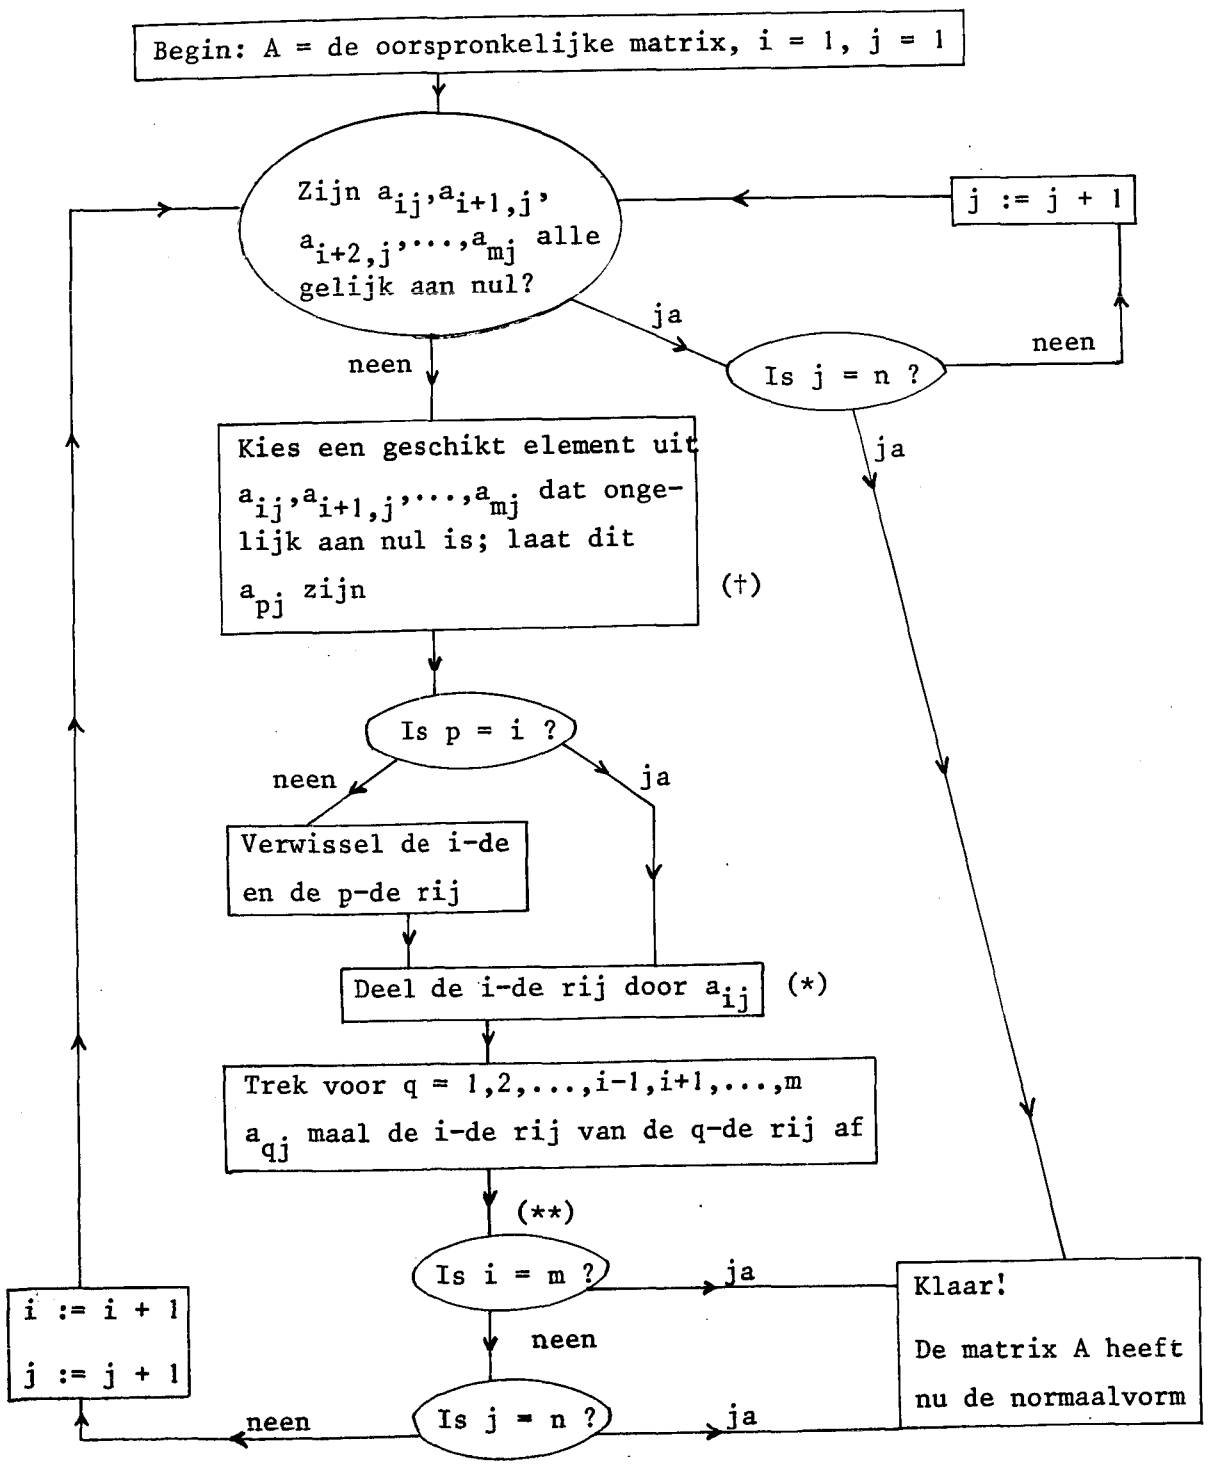 Begin: A = de oorspronkelijke matrix, i = 1, j = 1
Zijn a_ij, a_i+1,j,
a_i+2,j, ..., a_mj alle
gelijk aan nul?
j := j + 1
ja
neen
neen
Is j = n ?
ja
Kies een geschikt element uit
a_ij, a_i+1,j, ..., a_mj dat onge-
lijk aan nul is; laat dit
a_pj zijn
(†)
Is p = i ?
neen
ja
Verwissel de i-de
en de p-de rij
Deel de i-de rij door a_ij
(*)
Trek voor q = 1,2,...,i-1,i+1,...,m
a_qj maal de i-de rij van de q-de rij af
(**)
Is i = m ?
ja
neen
Is j = n ?
neen
ja
i := i + 1
j := j + 1
Klaar!
De matrix A heeft
nu de normaalvorm